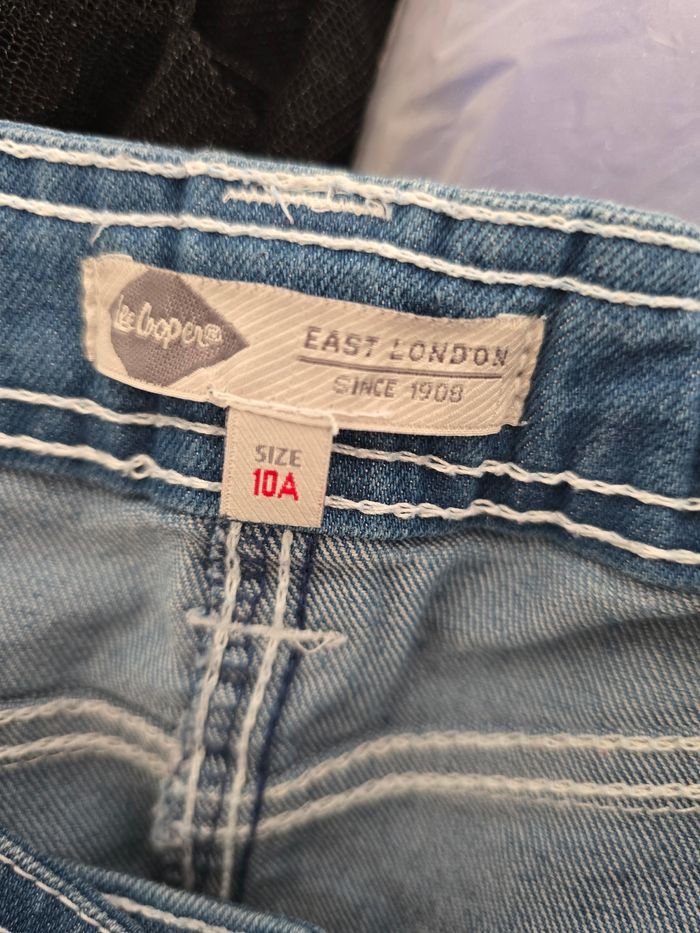 Lee Cooper®
EAST LONDON
SINCE 1908
SIZE
10A